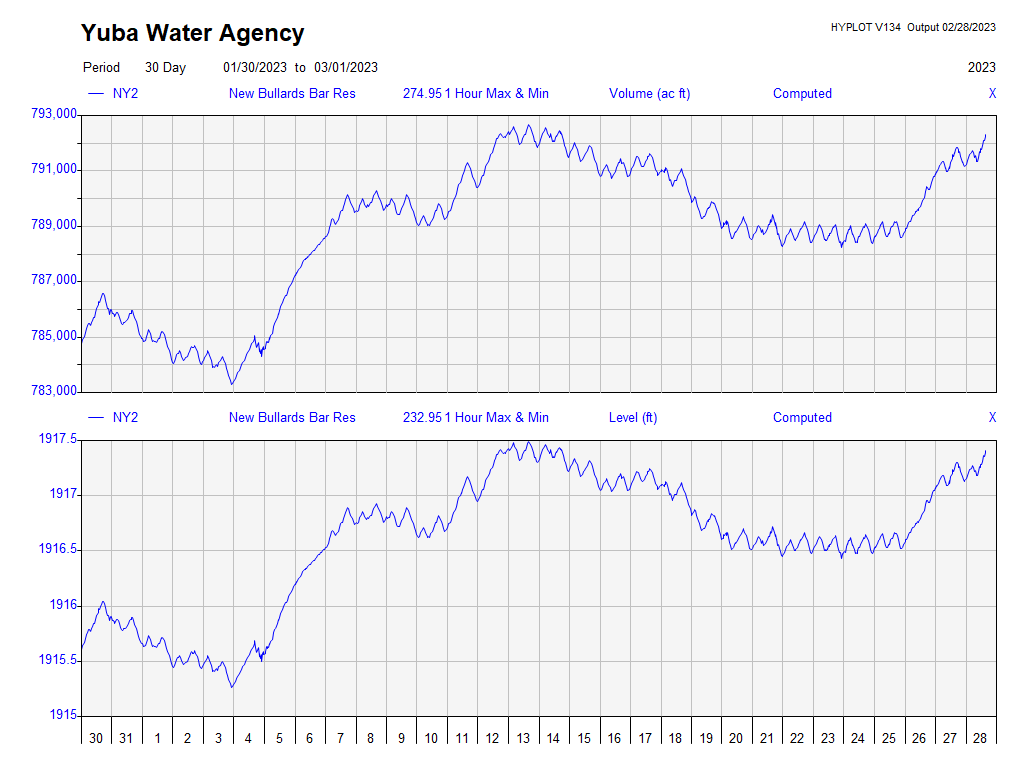 Yuba Water Agency
HYPLOT V134 Output 02/28/2023
Period 30 Day 01/30/2023 to 03/01/2023 2023
NY2 New Bullards Bar Res 274.95 1 Hour Max & Min Volume (ac ft) Computed X
793,000
791,000
789,000
787,000
785,000
783,000
NY2 New Bullards Bar Res 232.95 1 Hour Max & Min Level (ft) Computed X
1917.5
1917
1916.5
1916
1915.5
1915
30 31 1 2 3 4 5 6 7 8 9 10 11 12 13 14 15 16 17 18 19 20 21 22 23 24 25 26 27 28